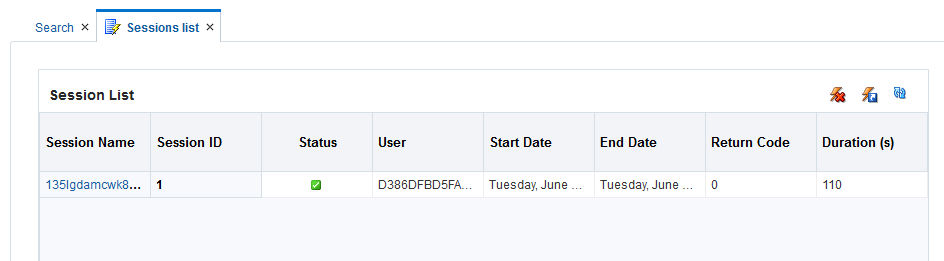 Search × Sessions list ×
Session List
Session Name Session ID Status User Start Date End Date Return Code Duration (s)
135lgdamcwk8... 1 D386DFBD5FA... Tuesday, June ... Tuesday, June ... 0 110